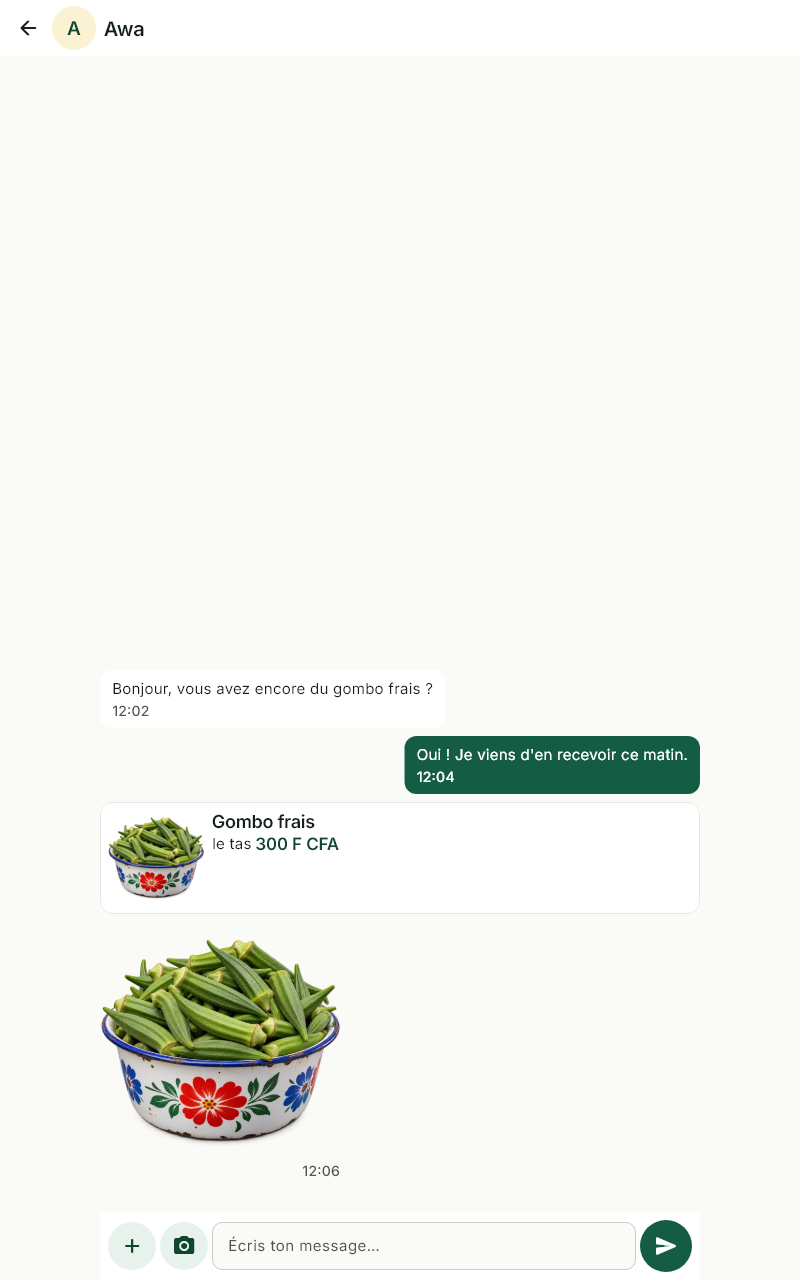 A
Awa
Bonjour, vous avez encore du gombo frais ?
12:02
Oui ! Je viens d'en recevoir ce matin.
12:04
Gombo frais
le tas 300 F CFA
12:06
Écris ton message...